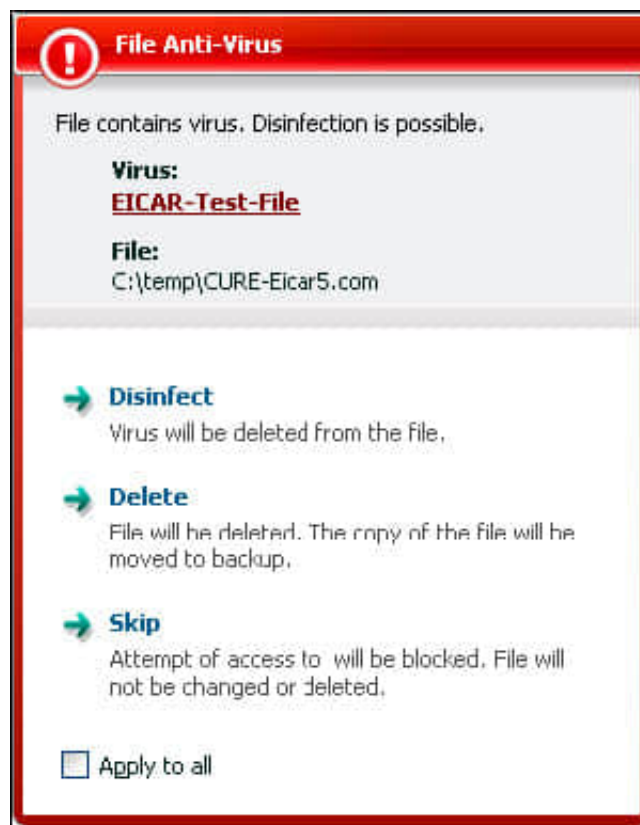 File Anti-Virus
File contains virus. Disinfection is possible.
Virus:
EICAR-Test-File
File:
C:\temp\CURE-Eicar5.com
Disinfect
Virus will be deleted from the file.
Delete
File will be deleted. The copy of the file will be
moved to backup.
Skip
Attempt of access to will be blocked. File will
not be changed or deleted.
Apply to all